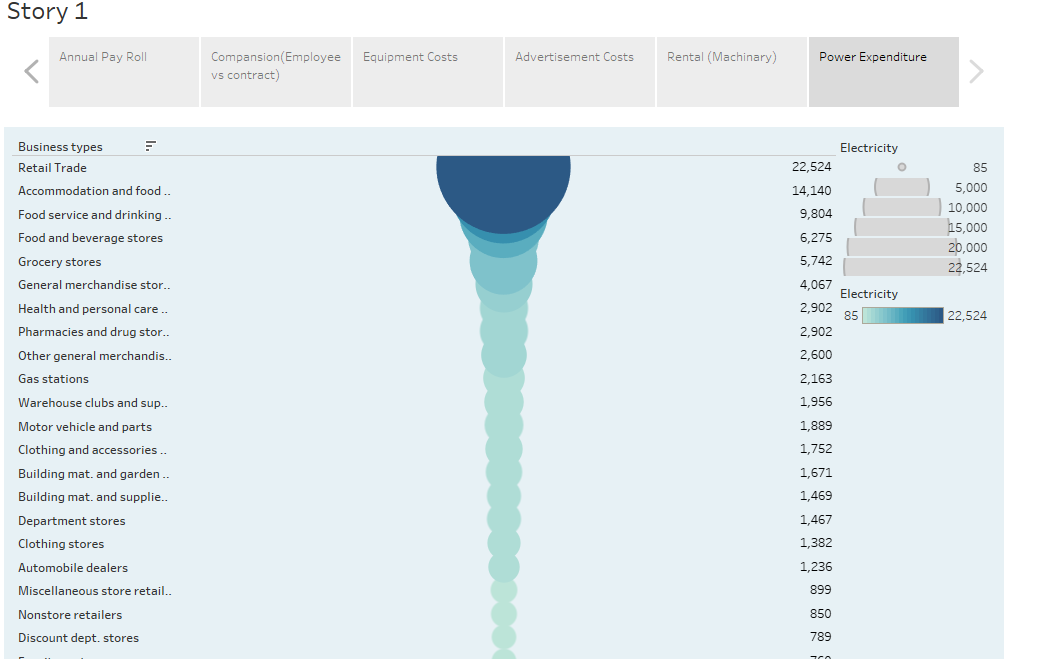 Story 1
Annual Pay Roll
Compansion(Employee
vs contract)
Equipment Costs
Advertisement Costs
Rental (Machinary)
Power Expenditure
Business types
Retail Trade 22,524
Accommodation and food .. 14,140
Food service and drinking .. 9,804
Food and beverage stores 6,275
Grocery stores 5,742
General merchandise stor.. 4,067
Health and personal care .. 2,902
Pharmacies and drug stor.. 2,902
Other general merchandis.. 2,600
Gas stations 2,163
Warehouse clubs and sup.. 1,956
Motor vehicle and parts 1,889
Clothing and accessories .. 1,752
Building mat. and garden .. 1,671
Building mat. and supplie.. 1,469
Department stores 1,467
Clothing stores 1,382
Automobile dealers 1,236
Miscellaneous store retail.. 899
Nonstore retailers 850
Discount dept. stores 789
Electricity
85
5,000
10,000
15,000
20,000
22,524
Electricity
85 22,524